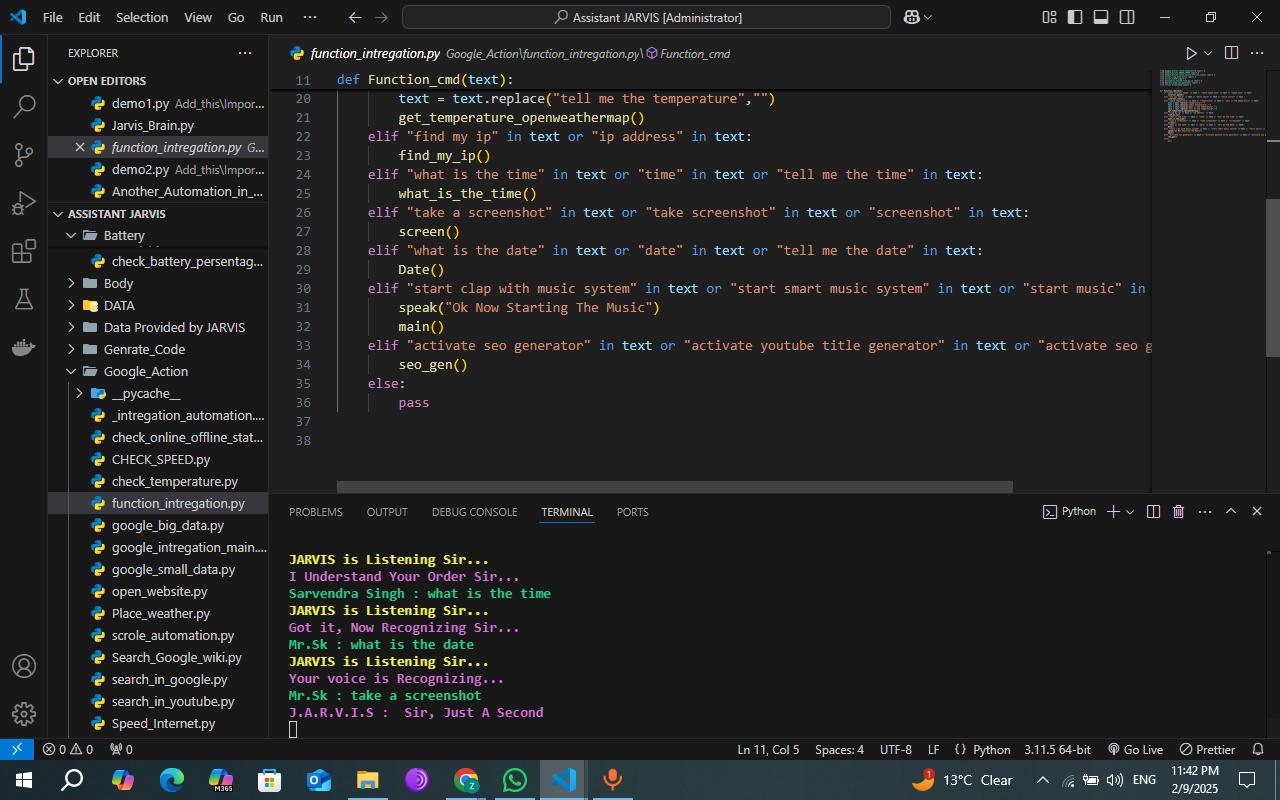 File Edit Selection View Go Run ··· Assistant JARVIS [Administrator]
EXPLORER ···
OPEN EDITORS
demo1.py Add_this\Impor...
Jarvis_Brain.py
function_intregation.py G...
demo2.py Add_this\Impor...
Another_Automation_in_...
ASSISTANT JARVIS
Battery
check_battery_persentag...
Body
DATA
Data Provided by JARVIS
Genrate_Code
Google_Action
__pycache__
_intregation_automation....
check_online_offline_stat...
CHECK_SPEED.py
check_temperature.py
function_intregation.py
google_big_data.py
google_intregation_main....
google_small_data.py
open_website.py
Place_weather.py
scrole_automation.py
Search_Google_wiki.py
search_in_google.py
search_in_youtube.py
Speed_Internet.py
function_intregation.py Google_Action\function_intregation.py\ Function_cmd
11 def Function_cmd(text):
20 text = text.replace("tell me the temperature","")
21 get_temperature_openweathermap()
22 elif "find my ip" in text or "ip address" in text:
23 find_my_ip()
24 elif "what is the time" in text or "time" in text or "tell me the time" in text:
25 what_is_the_time()
26 elif "take a screenshot" in text or "take screenshot" in text or "screenshot" in text:
27 screen()
28 elif "what is the date" in text or "date" in text or "tell me the date" in text:
29 Date()
30 elif "start clap with music system" in text or "start smart music system" in text or "start music" in
31 speak("Ok Now Starting The Music")
32 main()
33 elif "activate seo generator" in text or "activate youtube title generator" in text or "activate seo g
34 seo_gen()
35 else:
36 pass
37
38
PROBLEMS OUTPUT DEBUG CONSOLE TERMINAL PORTS Python
JARVIS is Listening Sir...
I Understand Your Order Sir...
Sarvendra Singh : what is the time
JARVIS is Listening Sir...
Got it, Now Recognizing Sir...
Mr.Sk : what is the date
JARVIS is Listening Sir...
Your voice is Recognizing...
Mr.Sk : take a screenshot
J.A.R.V.I.S :  Sir, Just A Second
0 0 0 Ln 11, Col 5 Spaces: 4 UTF-8 LF {} Python 3.11.5 64-bit Go Live Prettier
M365 1 13°C Clear ENG 11:42 PM
2/9/2025